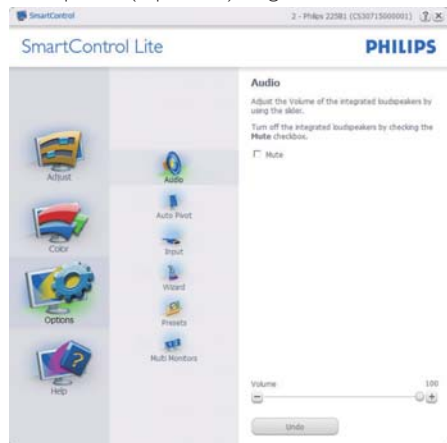 SmartControl
2 - Philips 225B1 (CS30715000001)
SmartControl Lite
PHILIPS
Adjust
Color
Options
Help
Audio
Auto Pivot
Input
Wizard
Presets
Multi Monitors
Audio
Adjust the Volume of the integrated loudspeakers by
using the slider.
Turn off the integrated loudspeakers by checking the
Mute checkbox.
Mute
Volume 100
Undo